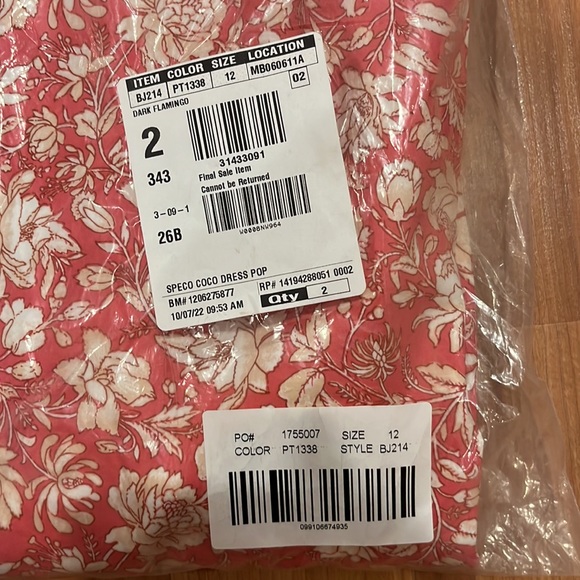 ITEM COLOR SIZE LOCATION
BJ214 PT1338 12 MB060611A
DARK FLAMINGO 02
2
31433091
343 Final Sale Item
Cannot be Returned
3-09-1
26B
W0006NW964
SPECO COCO DRESS POP
BM# 1206275877 RP# 14194288051 0002
10/07/22 09:53 AM Qty 2
PO# 1755007 SIZE 12
COLOR PT1338 STYLE BJ214
099106674935